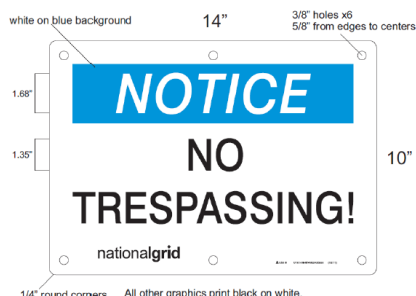 white on blue background
14”
3/8” holes x6
5/8” from edges to centers
1.68”
NOTICE
1.35”
NO
10”
TRESPASSING!
nationalgrid
1/4” round corners
All other graphics print black on white.